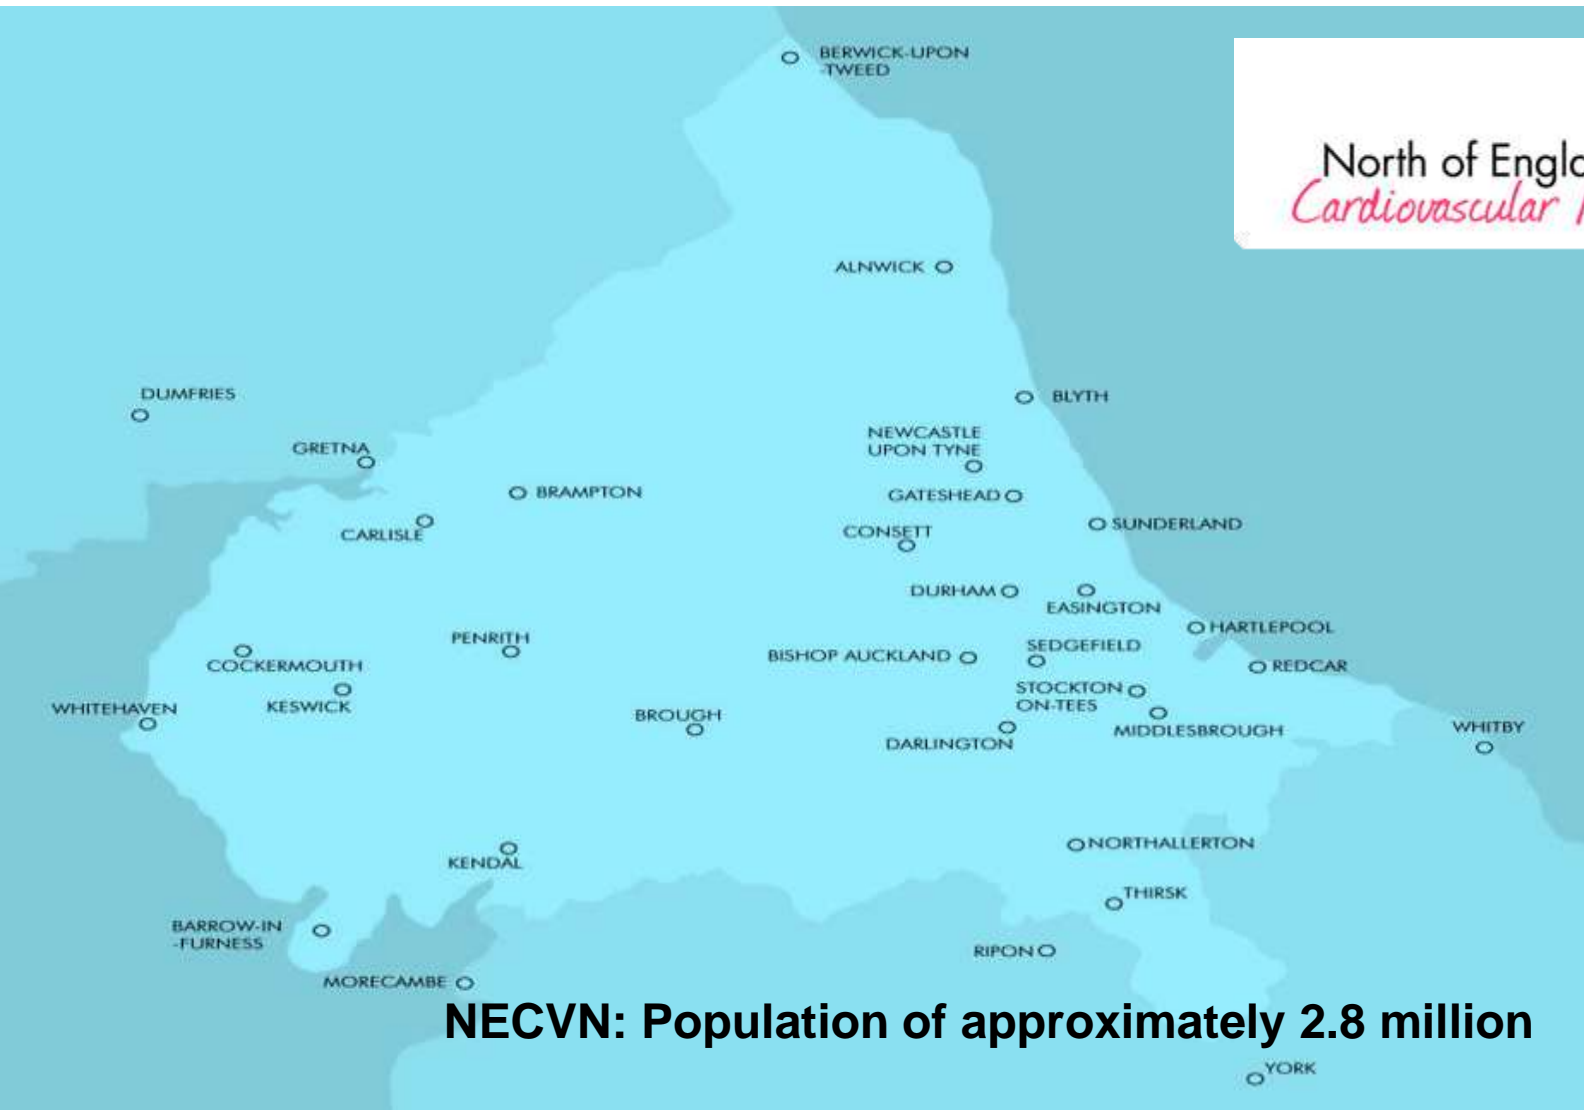 BERWICK-UPON
-TWEED
North of Engl
Cardiovascular
ALNWICK
DUMFRIES
BLYTH
GRETNA
NEWCASTLE
UPON TYNE
BRAMPTON
GATESHEAD
CARLISLE
CONSETT
SUNDERLAND
DURHAM
EASINGTON
HARTLEPOOL
PENRITH
COCKERMOUTH
BISHOP AUCKLAND
SEDGEFIELD
REDCAR
WHITEHAVEN
KESWICK
BROUGH
STOCKTON
ON-TEES
DARLINGTON
MIDDLESBROUGH
WHITBY
KENDAL
NORTHALLERTON
THIRSK
BARROW-IN
-FURNESS
RIPON
MORECAMBE
NECVN: Population of approximately 2.8 million
YORK